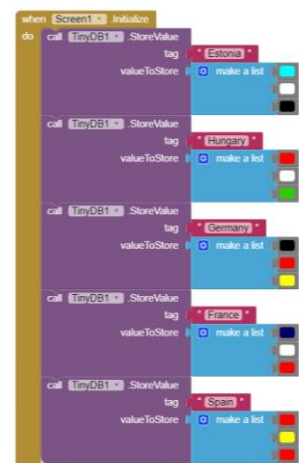 when Screen1 .Initialize
do call TinyDB1 .StoreValue
tag " Estonia "
valueToStore make a list
call TinyDB1 .StoreValue
tag " Hungary "
valueToStore make a list
call TinyDB1 .StoreValue
tag " Germany "
valueToStore make a list
call TinyDB1 .StoreValue
tag " France "
valueToStore make a list
call TinyDB1 .StoreValue
tag " Spain "
valueToStore make a list